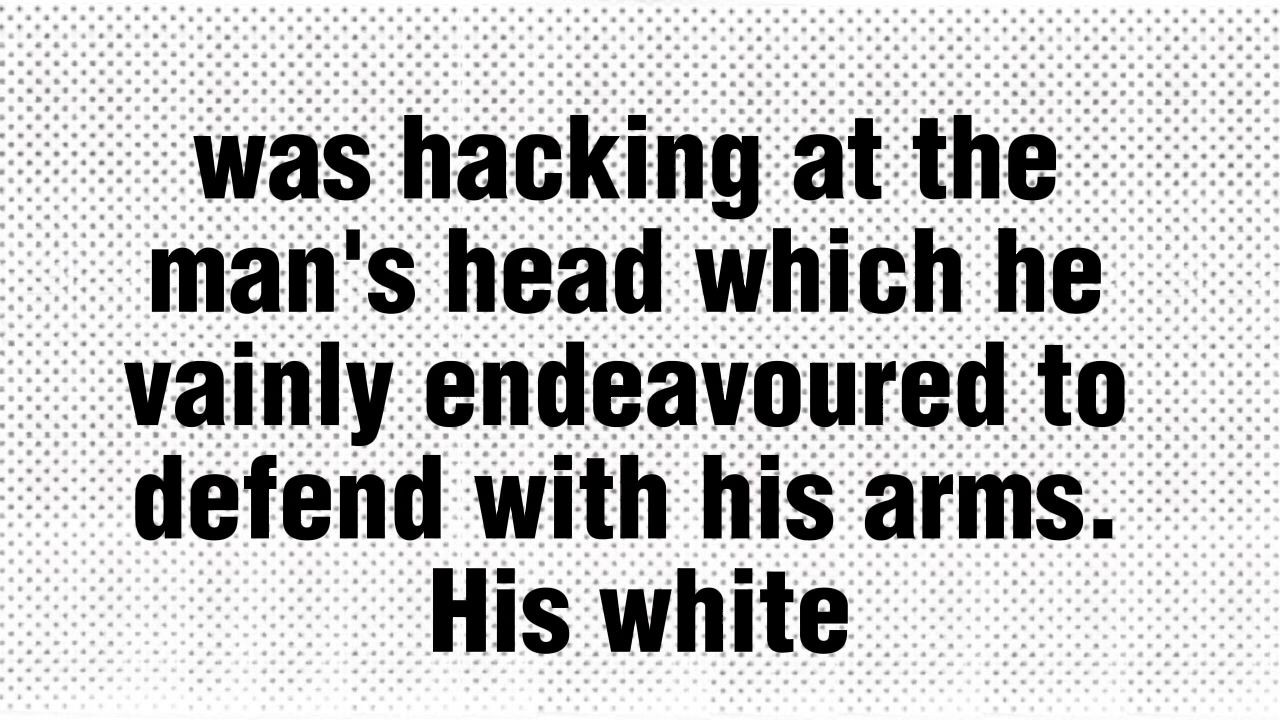 was hacking at the
man's head which he
vainly endeavoured to
defend with his arms.
His white